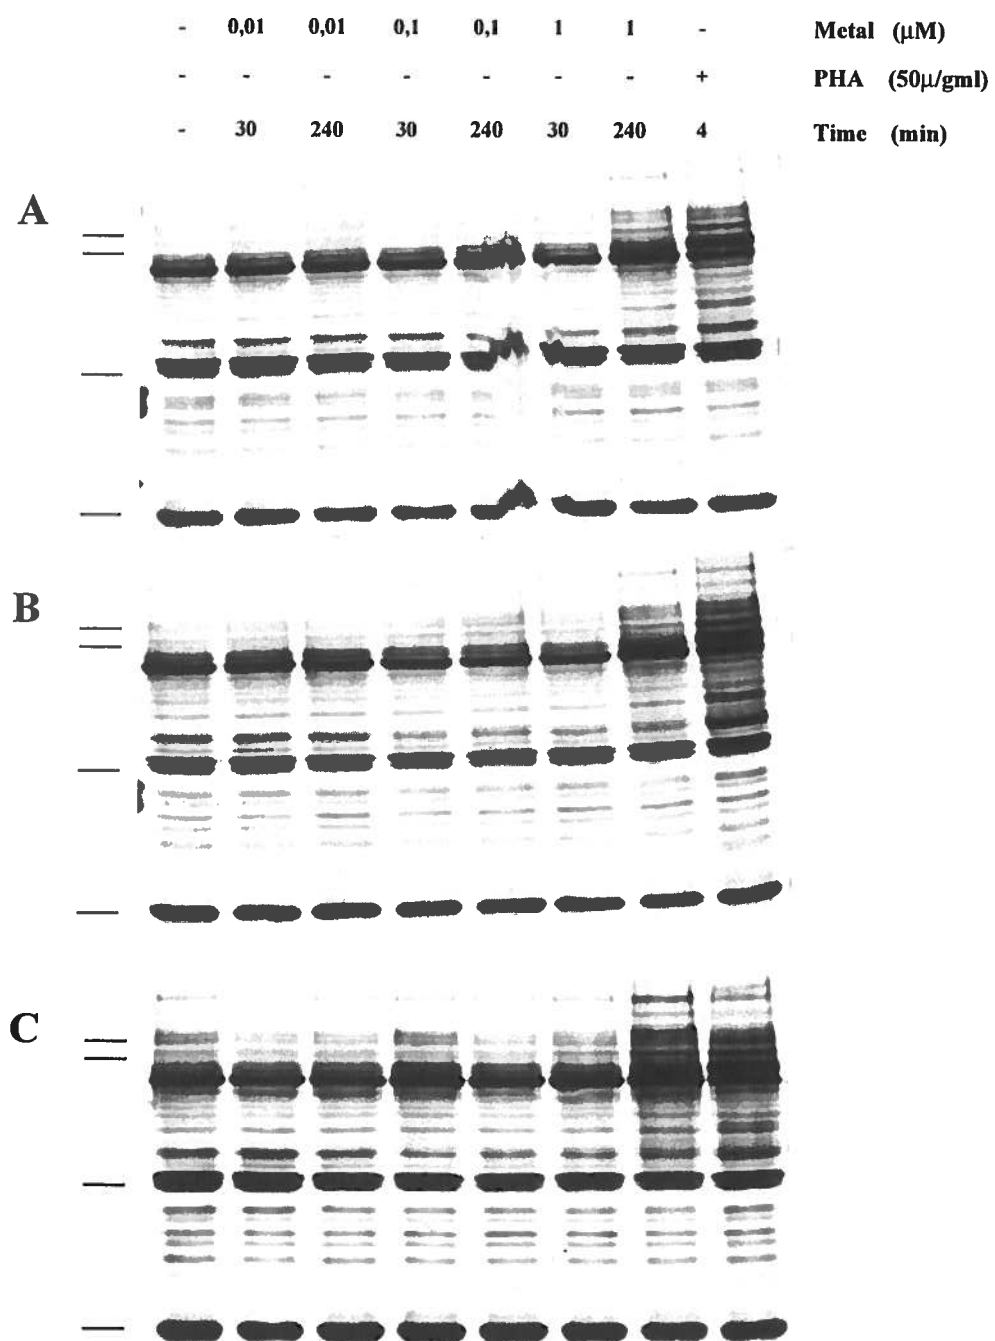 - 0,01 0,01 0,1 0,1 1 1 - Metal (µM)
- - - - - - - + PHA (50µ/gml)
- 30 240 30 240 30 240 4 Time (min)
A
B
C